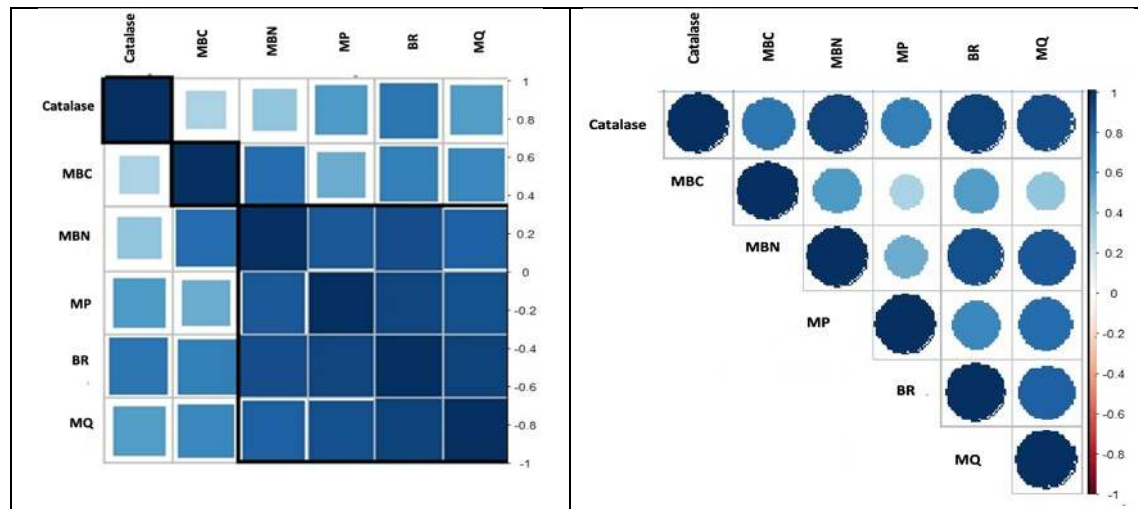 Catalase MBC MBN MP BR MQ
Catalase
MBC
MBN
MP
BR
MQ
1
0.8
0.6
0.4
0.2
0
-0.2
-0.4
-0.6
-0.8
-1
Catalase MBC MBN MP BR MQ
Catalase
MBC
MBN
MP
BR
MQ
1
0.8
0.6
0.4
0.2
0
-0.2
-0.4
-0.6
-0.8
-1